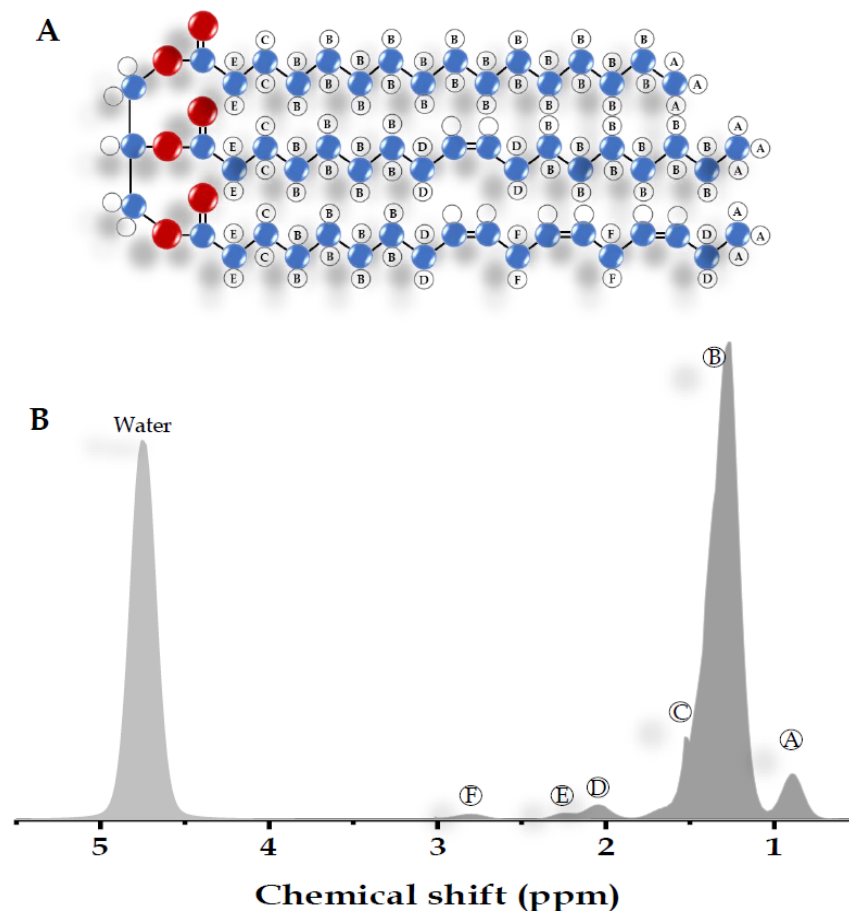 A
C B B B B B B
E B B B B B B A
C B B B B B B A
E B B B B B B A
C B B B B B A
E B B D D B B B A
C B B B B B A
E B B D D B B B
C B B A
E B B D F F D A
C B B A
E B B D F F D
B
Water
B
C
A
F
E
D
5 4 3 2 1
Chemical shift (ppm)